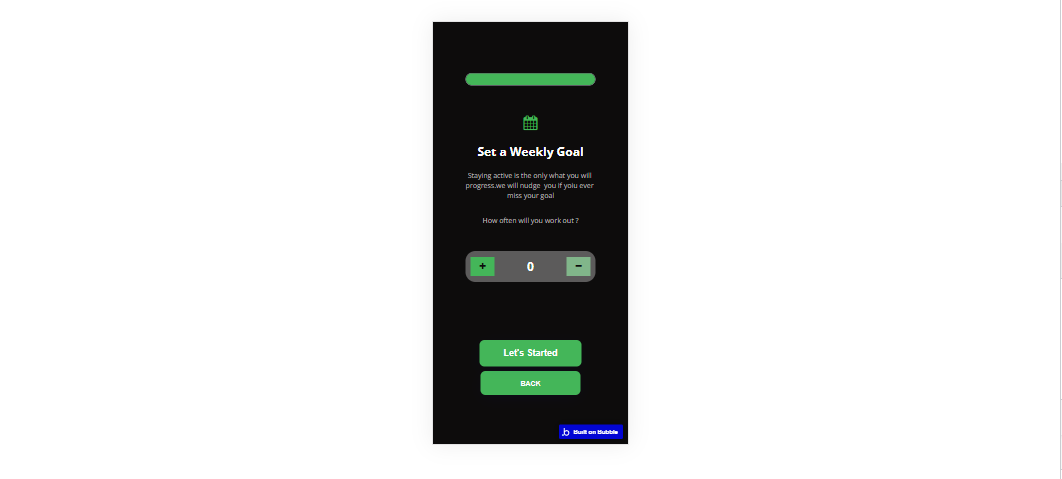 Set a Weekly Goal
Staying active is the only what you will
progress.we will nudge you if yolu ever
miss your goal
How often will you work out ?
+ 0 −
Let's Started
BACK
Built on Bubble